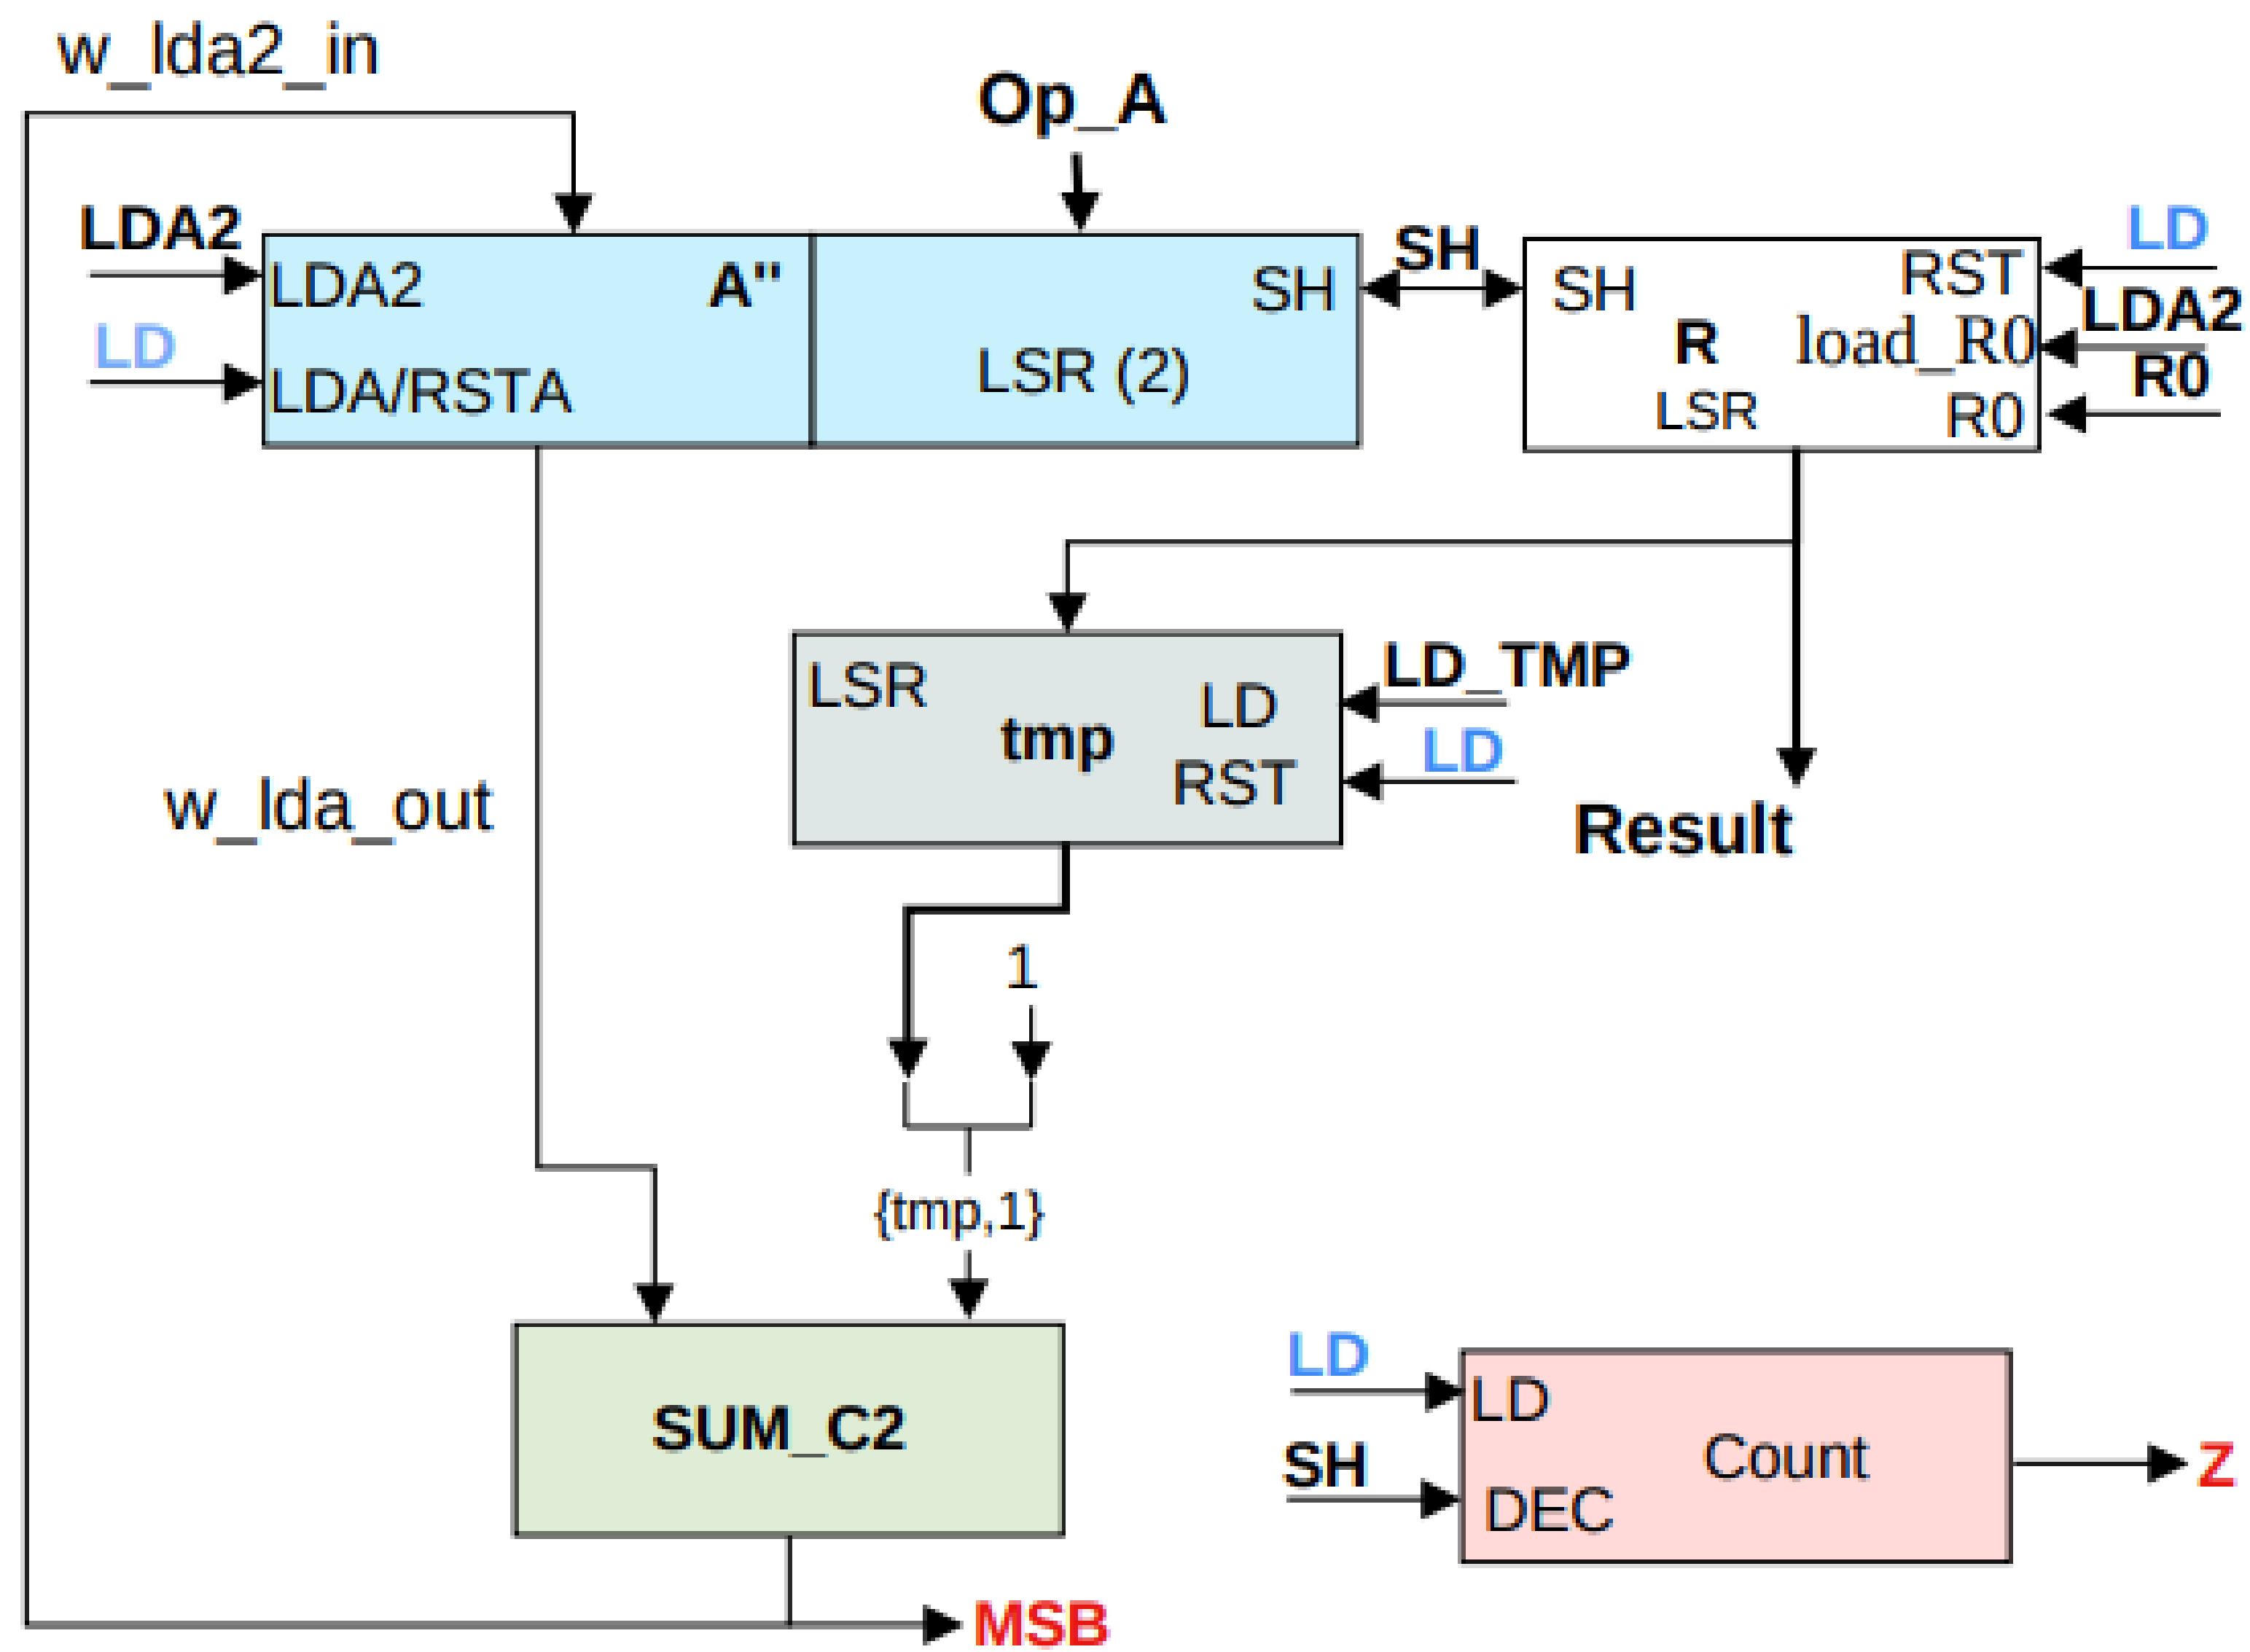 w_lda2_in
Op_A
LDA2
LDA2
A"
LD
LDA/RSTA
SH
LSR (2)
SH
SH
R
LSR
RST
LD
load_R0
LDA2
R0
R0
LSR
tmp
LD
LD_TMP
RST
LD
Result
w_lda_out
1
{tmp,1}
SUM_C2
MSB
LD
LD
SH
DEC
Count
Z